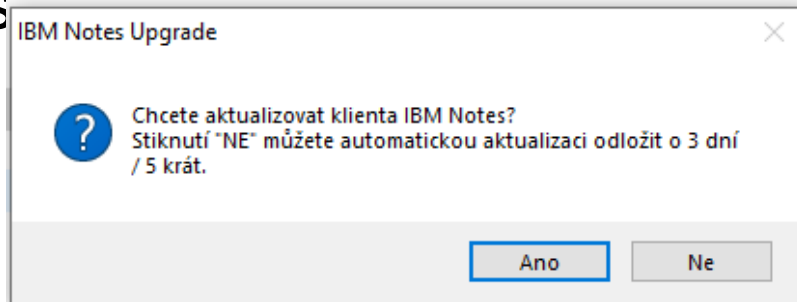 IBM Notes Upgrade
Chcete aktualizovat klienta IBM Notes?
Stiknutí "NE" můžete automatickou aktualizaci odložit o 3 dní
/ 5 krát.
Ano
Ne